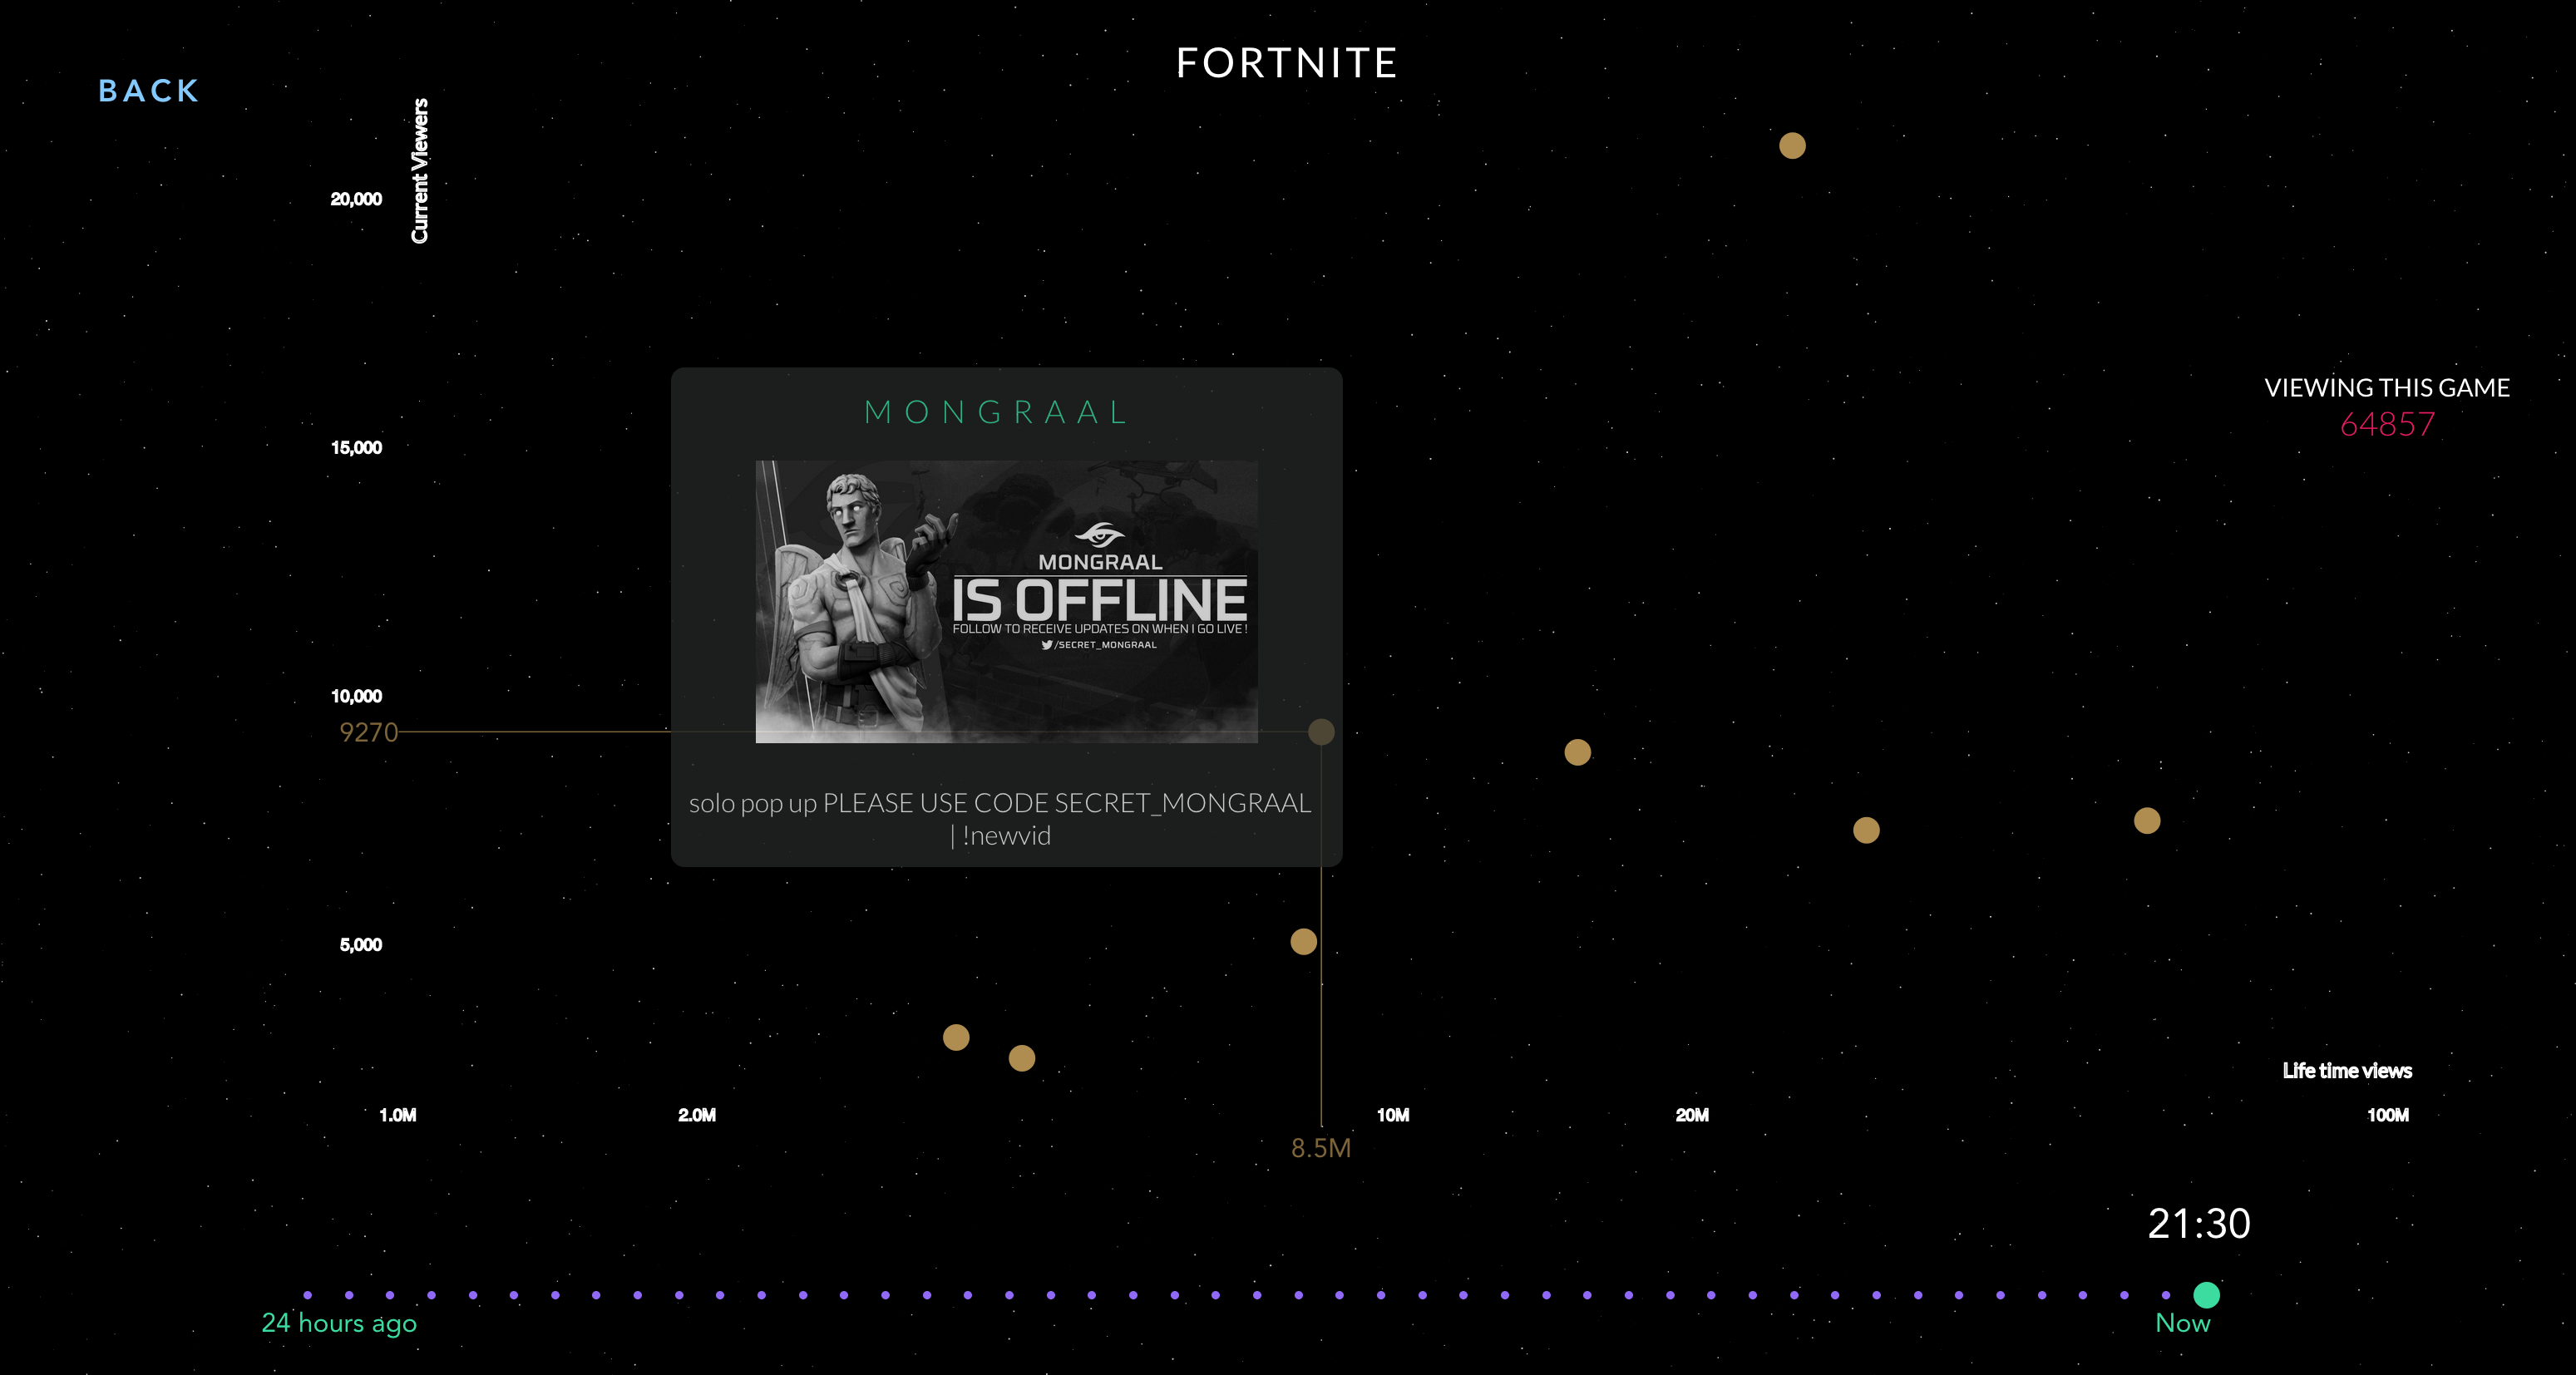 FORTNITE
BACK
Current Viewers
20,000
15,000
10,000
9270
5,000
MONGRAAL
MONGRAAL
IS OFFLINE
FOLLOW TO RECEIVE UPDATES ON WHEN I GO LIVE!
/SECRET_MONGRAAL
solo pop up PLEASE USE CODE SECRET_MONGRAAL
| !newvid
VIEWING THIS GAME
64857
Life time views
1.0M 2.0M 10M 20M 100M
8.5M
21:30
24 hours ago Now